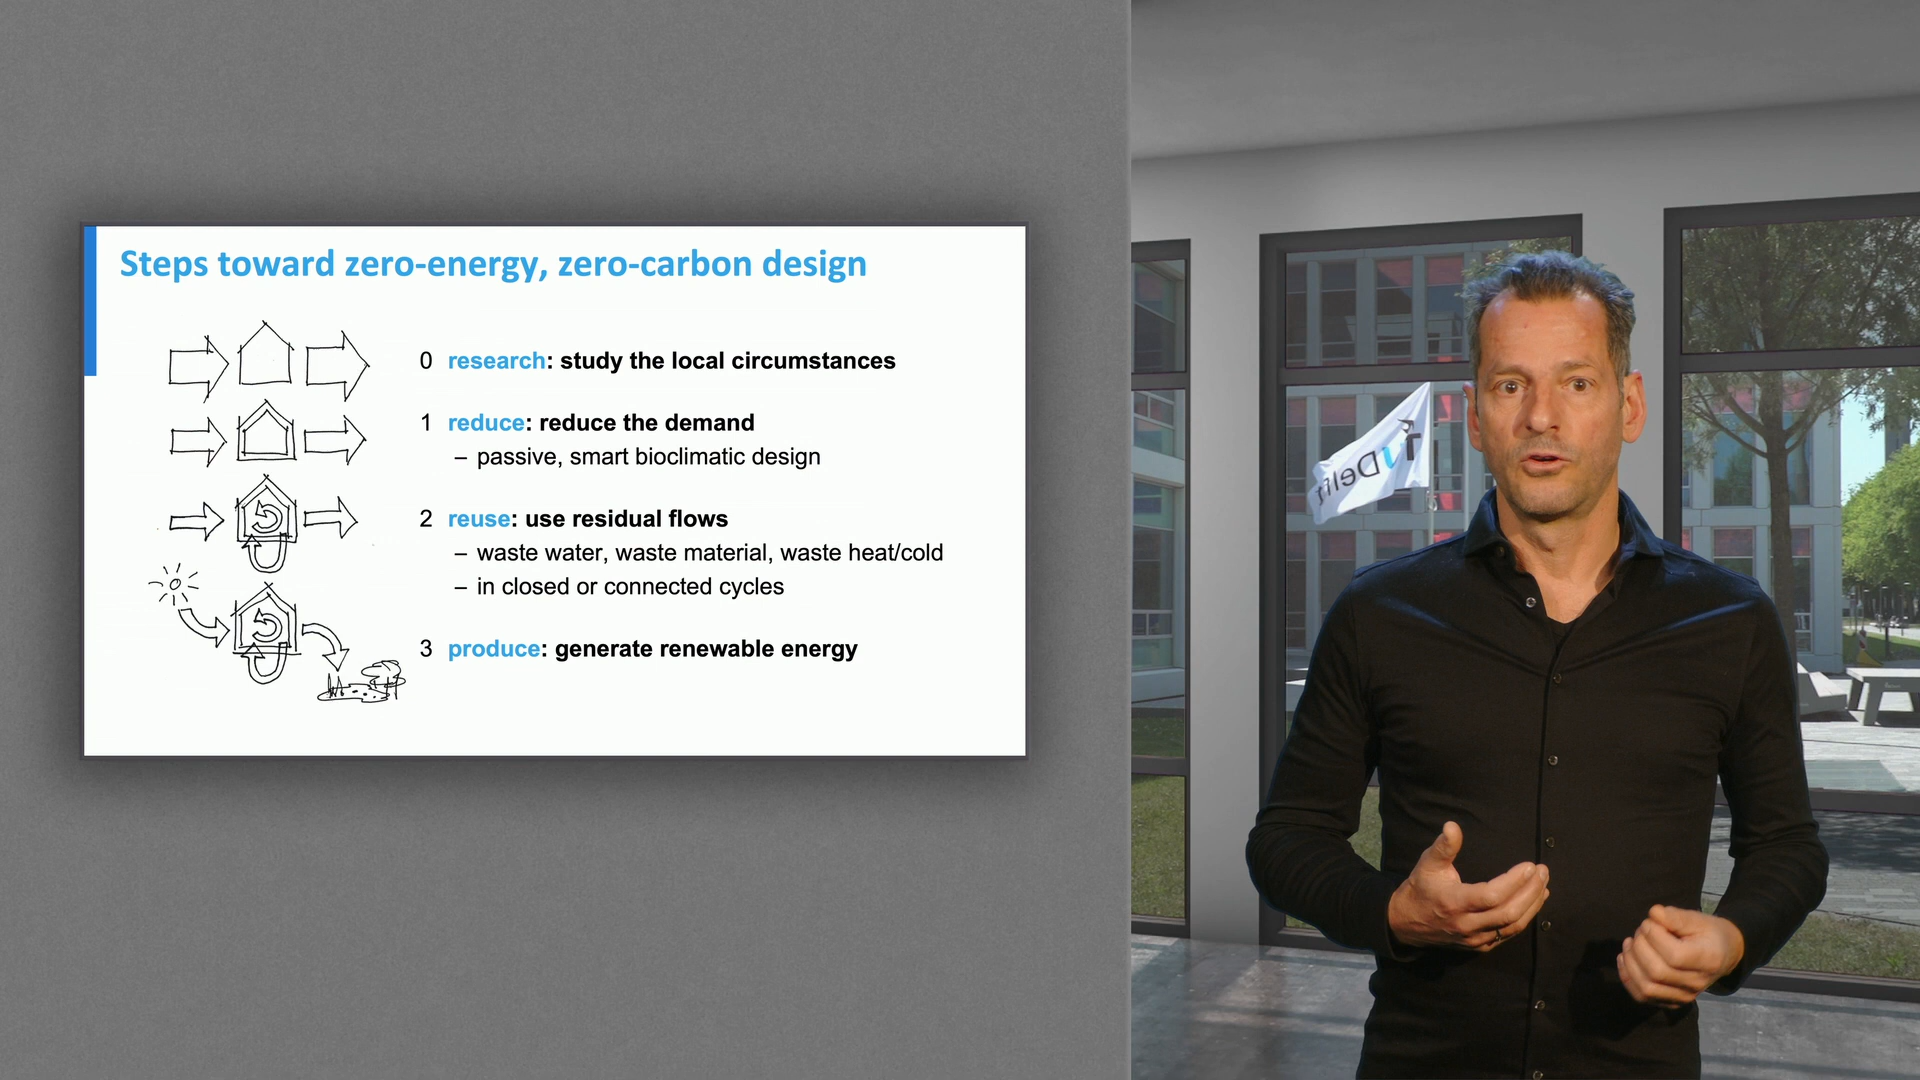 Steps toward zero-energy, zero-carbon design
0 research: study the local circumstances
1 reduce: reduce the demand
– passive, smart bioclimatic design
2 reuse: use residual flows
– waste water, waste material, waste heat/cold
– in closed or connected cycles
3 produce: generate renewable energy
TUDelft